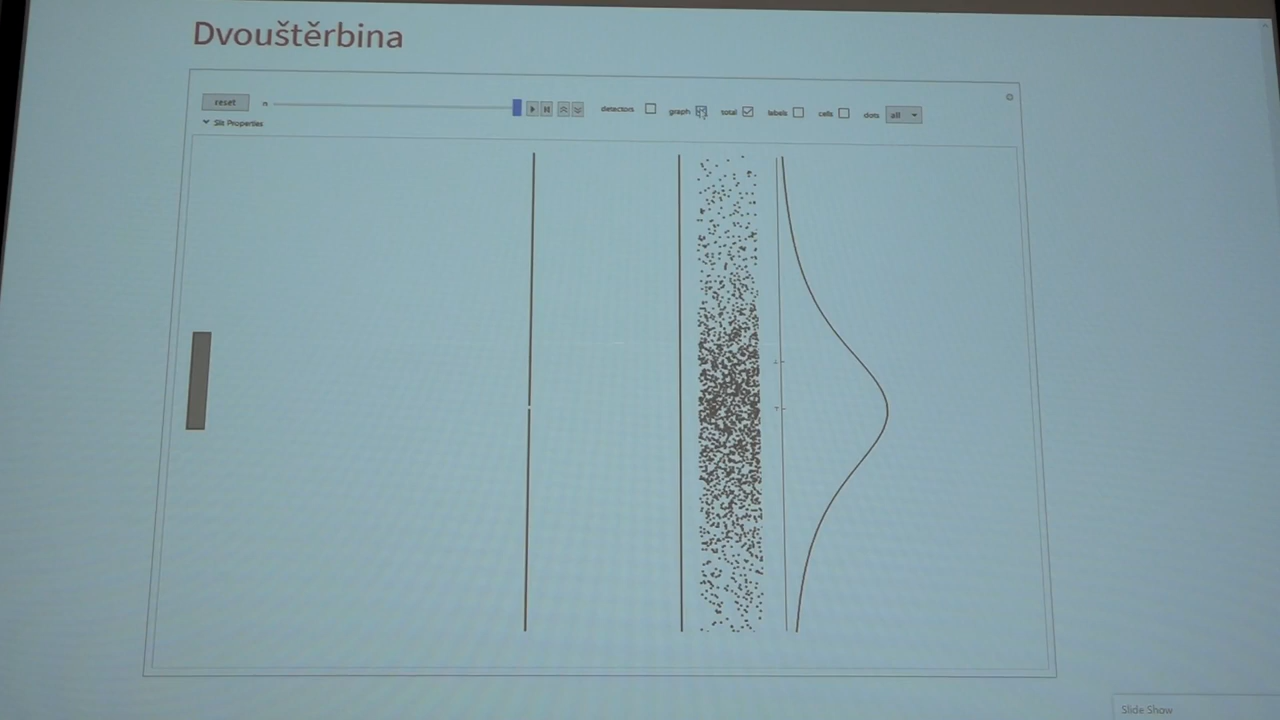 Dvouštěrbina
reset n detectors graph total labels cells dots all
Slit Properties
Slide Show